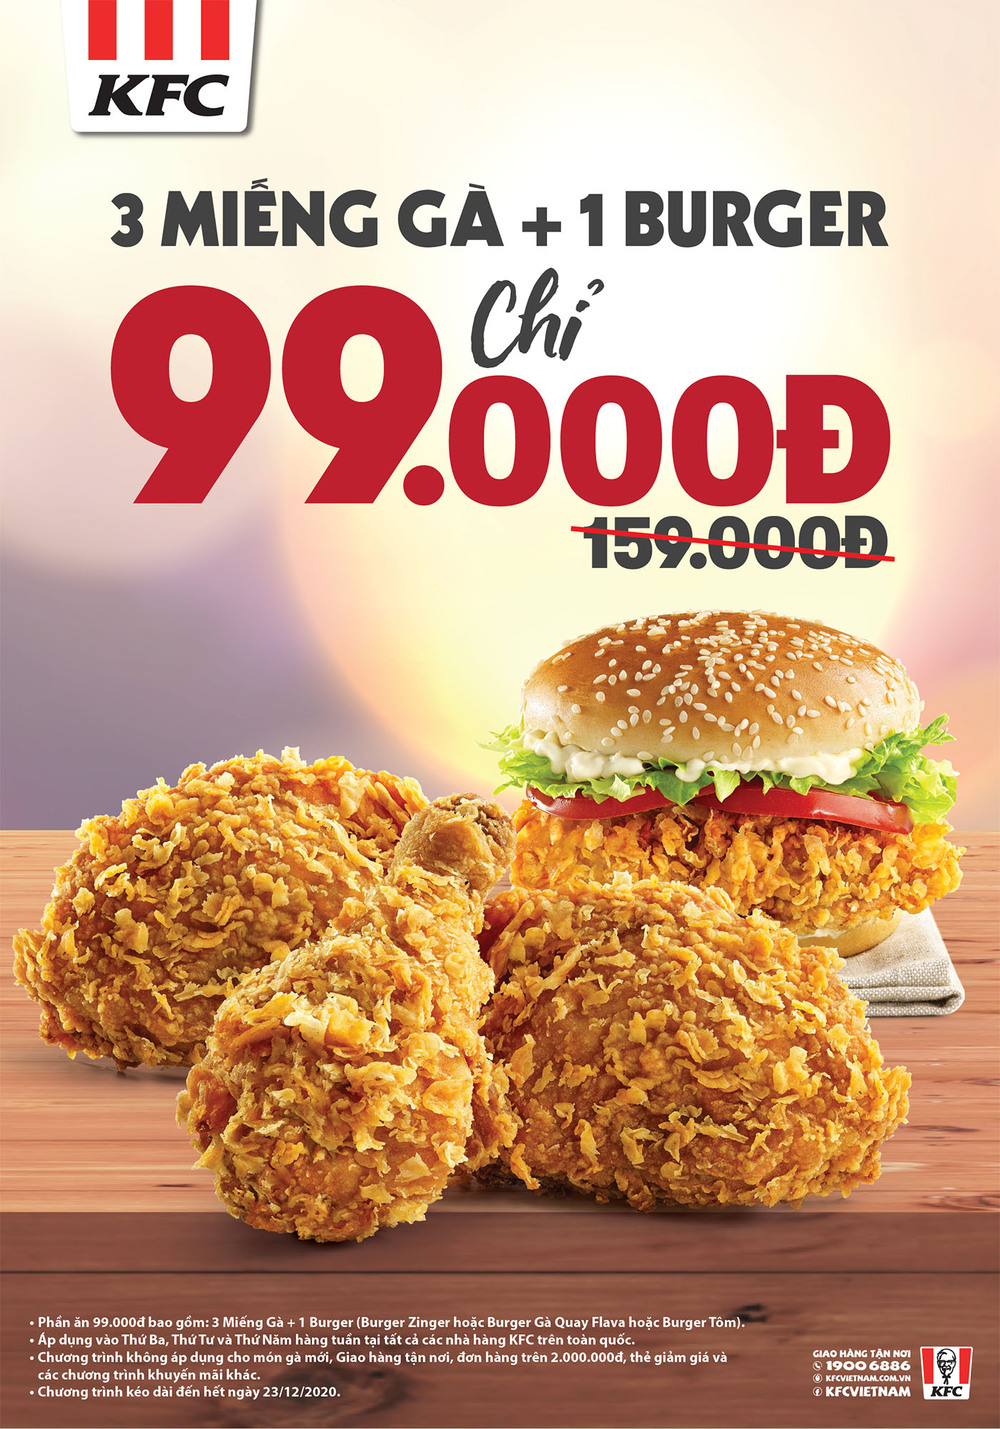 KFC
3 MIẾNG GÀ + 1 BURGER
Chỉ
99.000Đ
159.000Đ
• Phần ăn 99.000đ bao gồm: 3 Miếng Gà + 1 Burger (Burger Zinger hoặc Burger Gà Quay Flava hoặc Burger Tôm).
• Áp dụng vào Thứ Ba, Thứ Tư và Thứ Năm hàng tuần tại tất cả các nhà hàng KFC trên toàn quốc.
• Chương trình không áp dụng cho món gà mới, Giao hàng tận nơi, đơn hàng trên 2.000.000đ, thẻ giảm giá và
các chương trình khuyến mãi khác.
• Chương trình kéo dài đến hết ngày 23/12/2020.
GIAO HÀNG TẬN NƠI
1900 6886
KFCVIETNAM.COM.VN
KFCVIETNAM
KFC